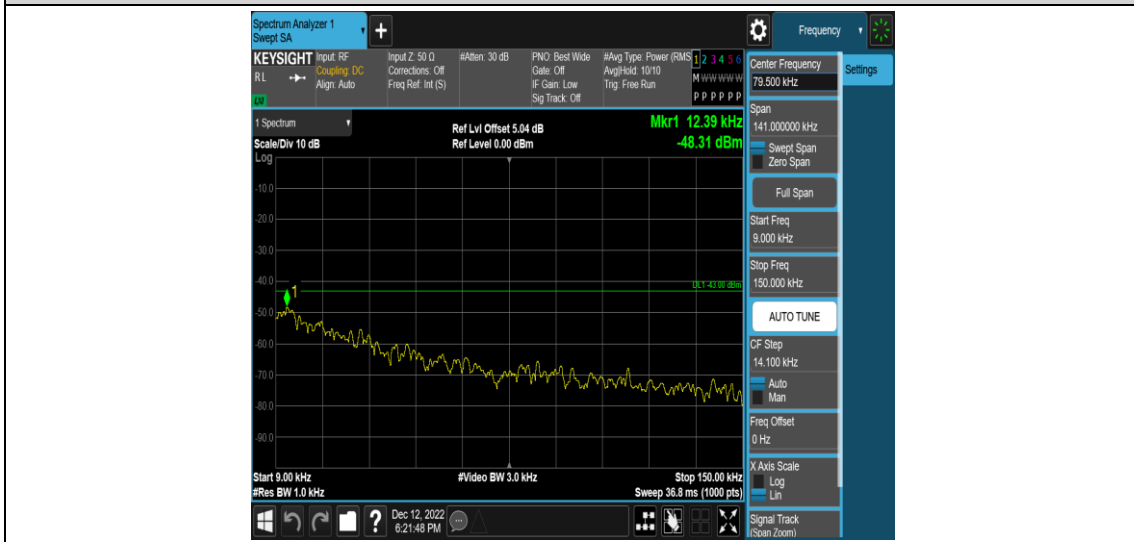 Spectrum Analyzer 1
Swept SA
+
Frequency
KEYSIGHT
RL
LXI
Input: RF
Coupling: DC
Align: Auto
Input Z: 50 Ω
Corrections: Off
Freq Ref: Int (S)
#Atten: 30 dB
PNO: Best Wide
Gate: Off
IF Gain: Low
Sig Track: Off
#Avg Type: Power (RMS
Avg|Hold: 10/10
Trig: Free Run
1 2 3 4 5 6
M W W W W W
P P P P P P
1 Spectrum
Scale/Div 10 dB
Log
Ref Lvl Offset 5.04 dB
Ref Level 0.00 dBm
Mkr1 12.39 kHz
-48.31 dBm
-10.0
-20.0
-30.0
-40.0
-50.0
-60.0
-70.0
-80.0
-90.0
1
DL1 -43.00 dBm
Start 9.00 kHz
#Res BW 1.0 kHz
#Video BW 3.0 kHz
Stop 150.00 kHz
Sweep 36.8 ms (1000 pts)
Center Frequency
79.500 kHz
Settings
Span
141.000000 kHz
Swept Span
Zero Span
Full Span
Start Freq
9.000 kHz
Stop Freq
150.000 kHz
AUTO TUNE
CF Step
14.100 kHz
Auto
Man
Freq Offset
0 Hz
X Axis Scale
Log
Lin
Signal Track
(Span Zoom)
?
Dec 12, 2022
6:21:48 PM